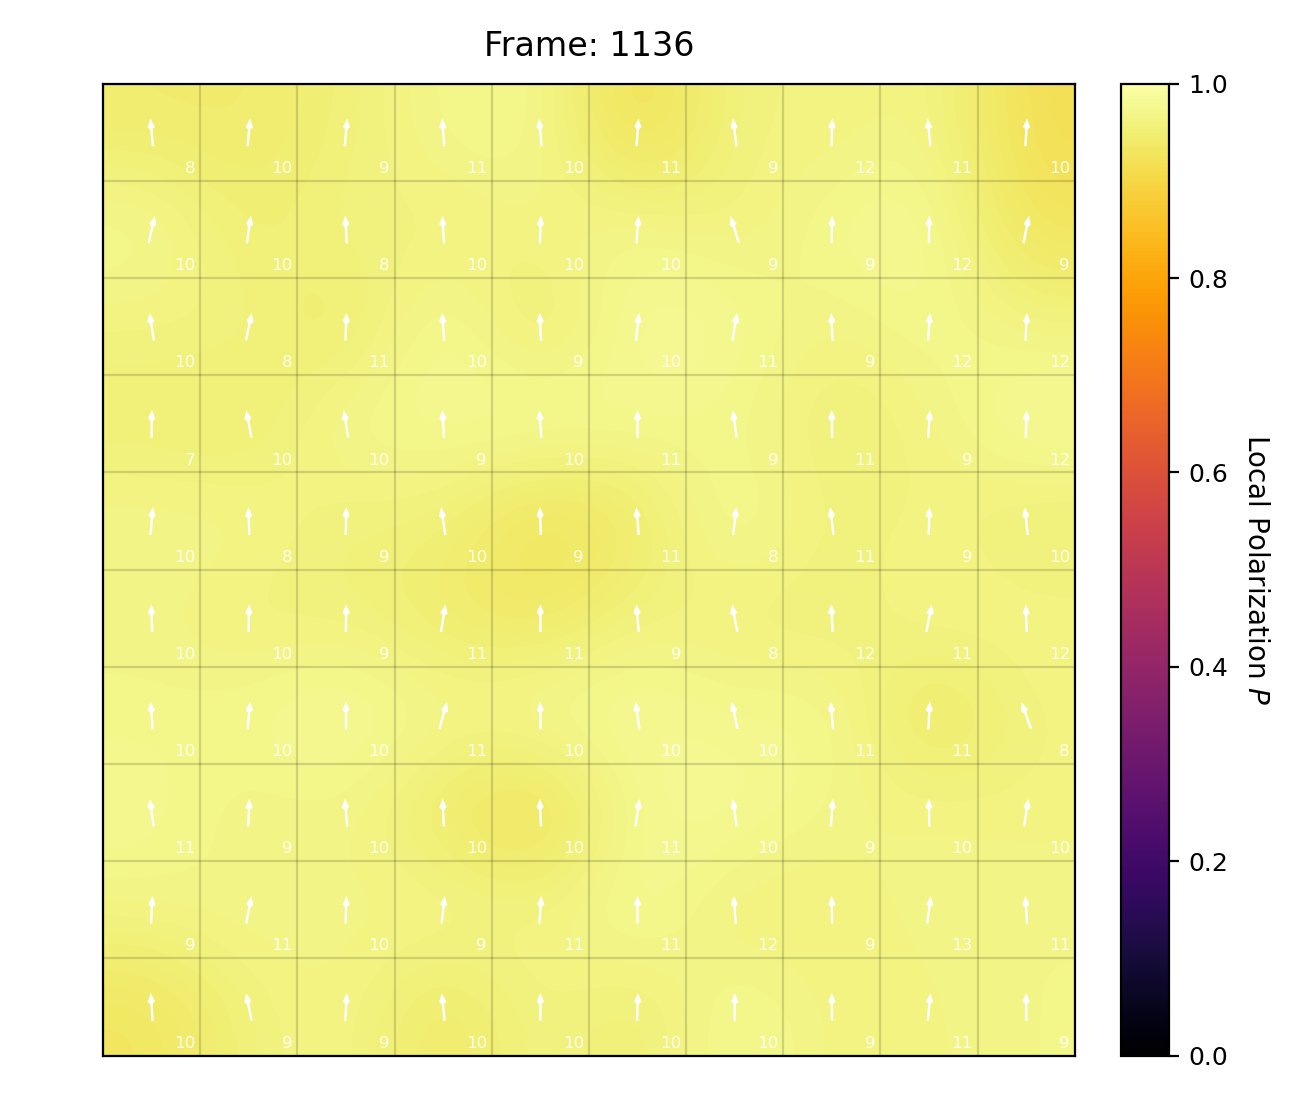 Frame: 1136
8 10 9 11 10 11 9 12 11 10
10 10 8 10 10 10 9 9 12 9
10 8 11 10 9 10 11 9 12 12
7 10 10 9 10 11 9 11 9 12
10 8 9 10 9 11 8 11 9 10
10 10 9 11 11 9 8 12 11 12
10 10 10 11 10 10 10 11 11 8
11 9 10 10 10 11 10 9 10 10
9 11 10 9 11 11 12 9 13 11
10 9 9 10 10 10 10 9 11 9
1.0
0.8
0.6
0.4
0.2
0.0
Local Polarization P